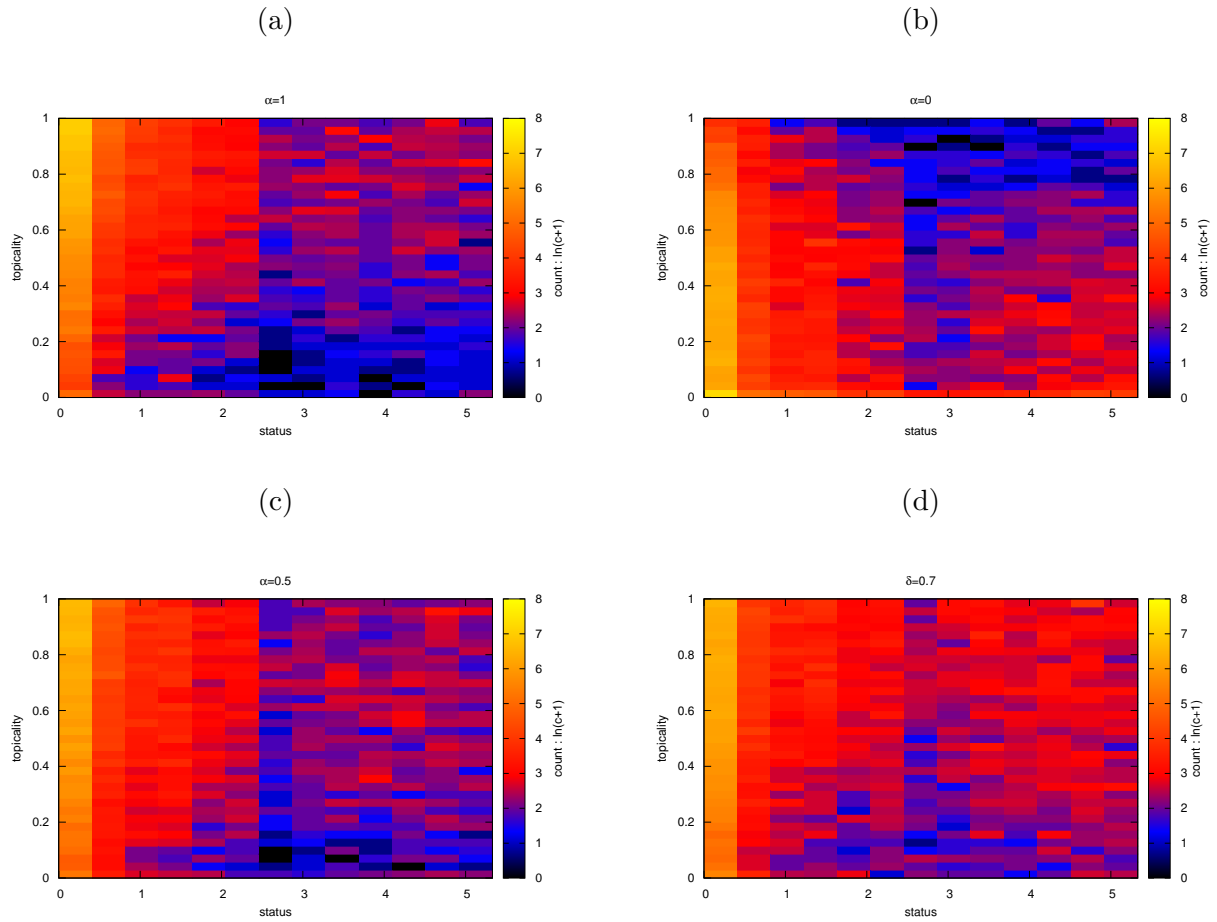 (a)
α=1
topicality
1
0.8
0.6
0.4
0.2
0
0 1 2 3 4 5
status
8
7
6
5
4
3
2
1
0
count : ln(c+1)
(b)
α=0
topicality
1
0.8
0.6
0.4
0.2
0
0 1 2 3 4 5
status
8
7
6
5
4
3
2
1
0
count : ln(c+1)
(c)
α=0.5
topicality
1
0.8
0.6
0.4
0.2
0
0 1 2 3 4 5
status
8
7
6
5
4
3
2
1
0
count : ln(c+1)
(d)
δ=0.7
topicality
1
0.8
0.6
0.4
0.2
0
0 1 2 3 4 5
status
8
7
6
5
4
3
2
1
0
count : ln(c+1)